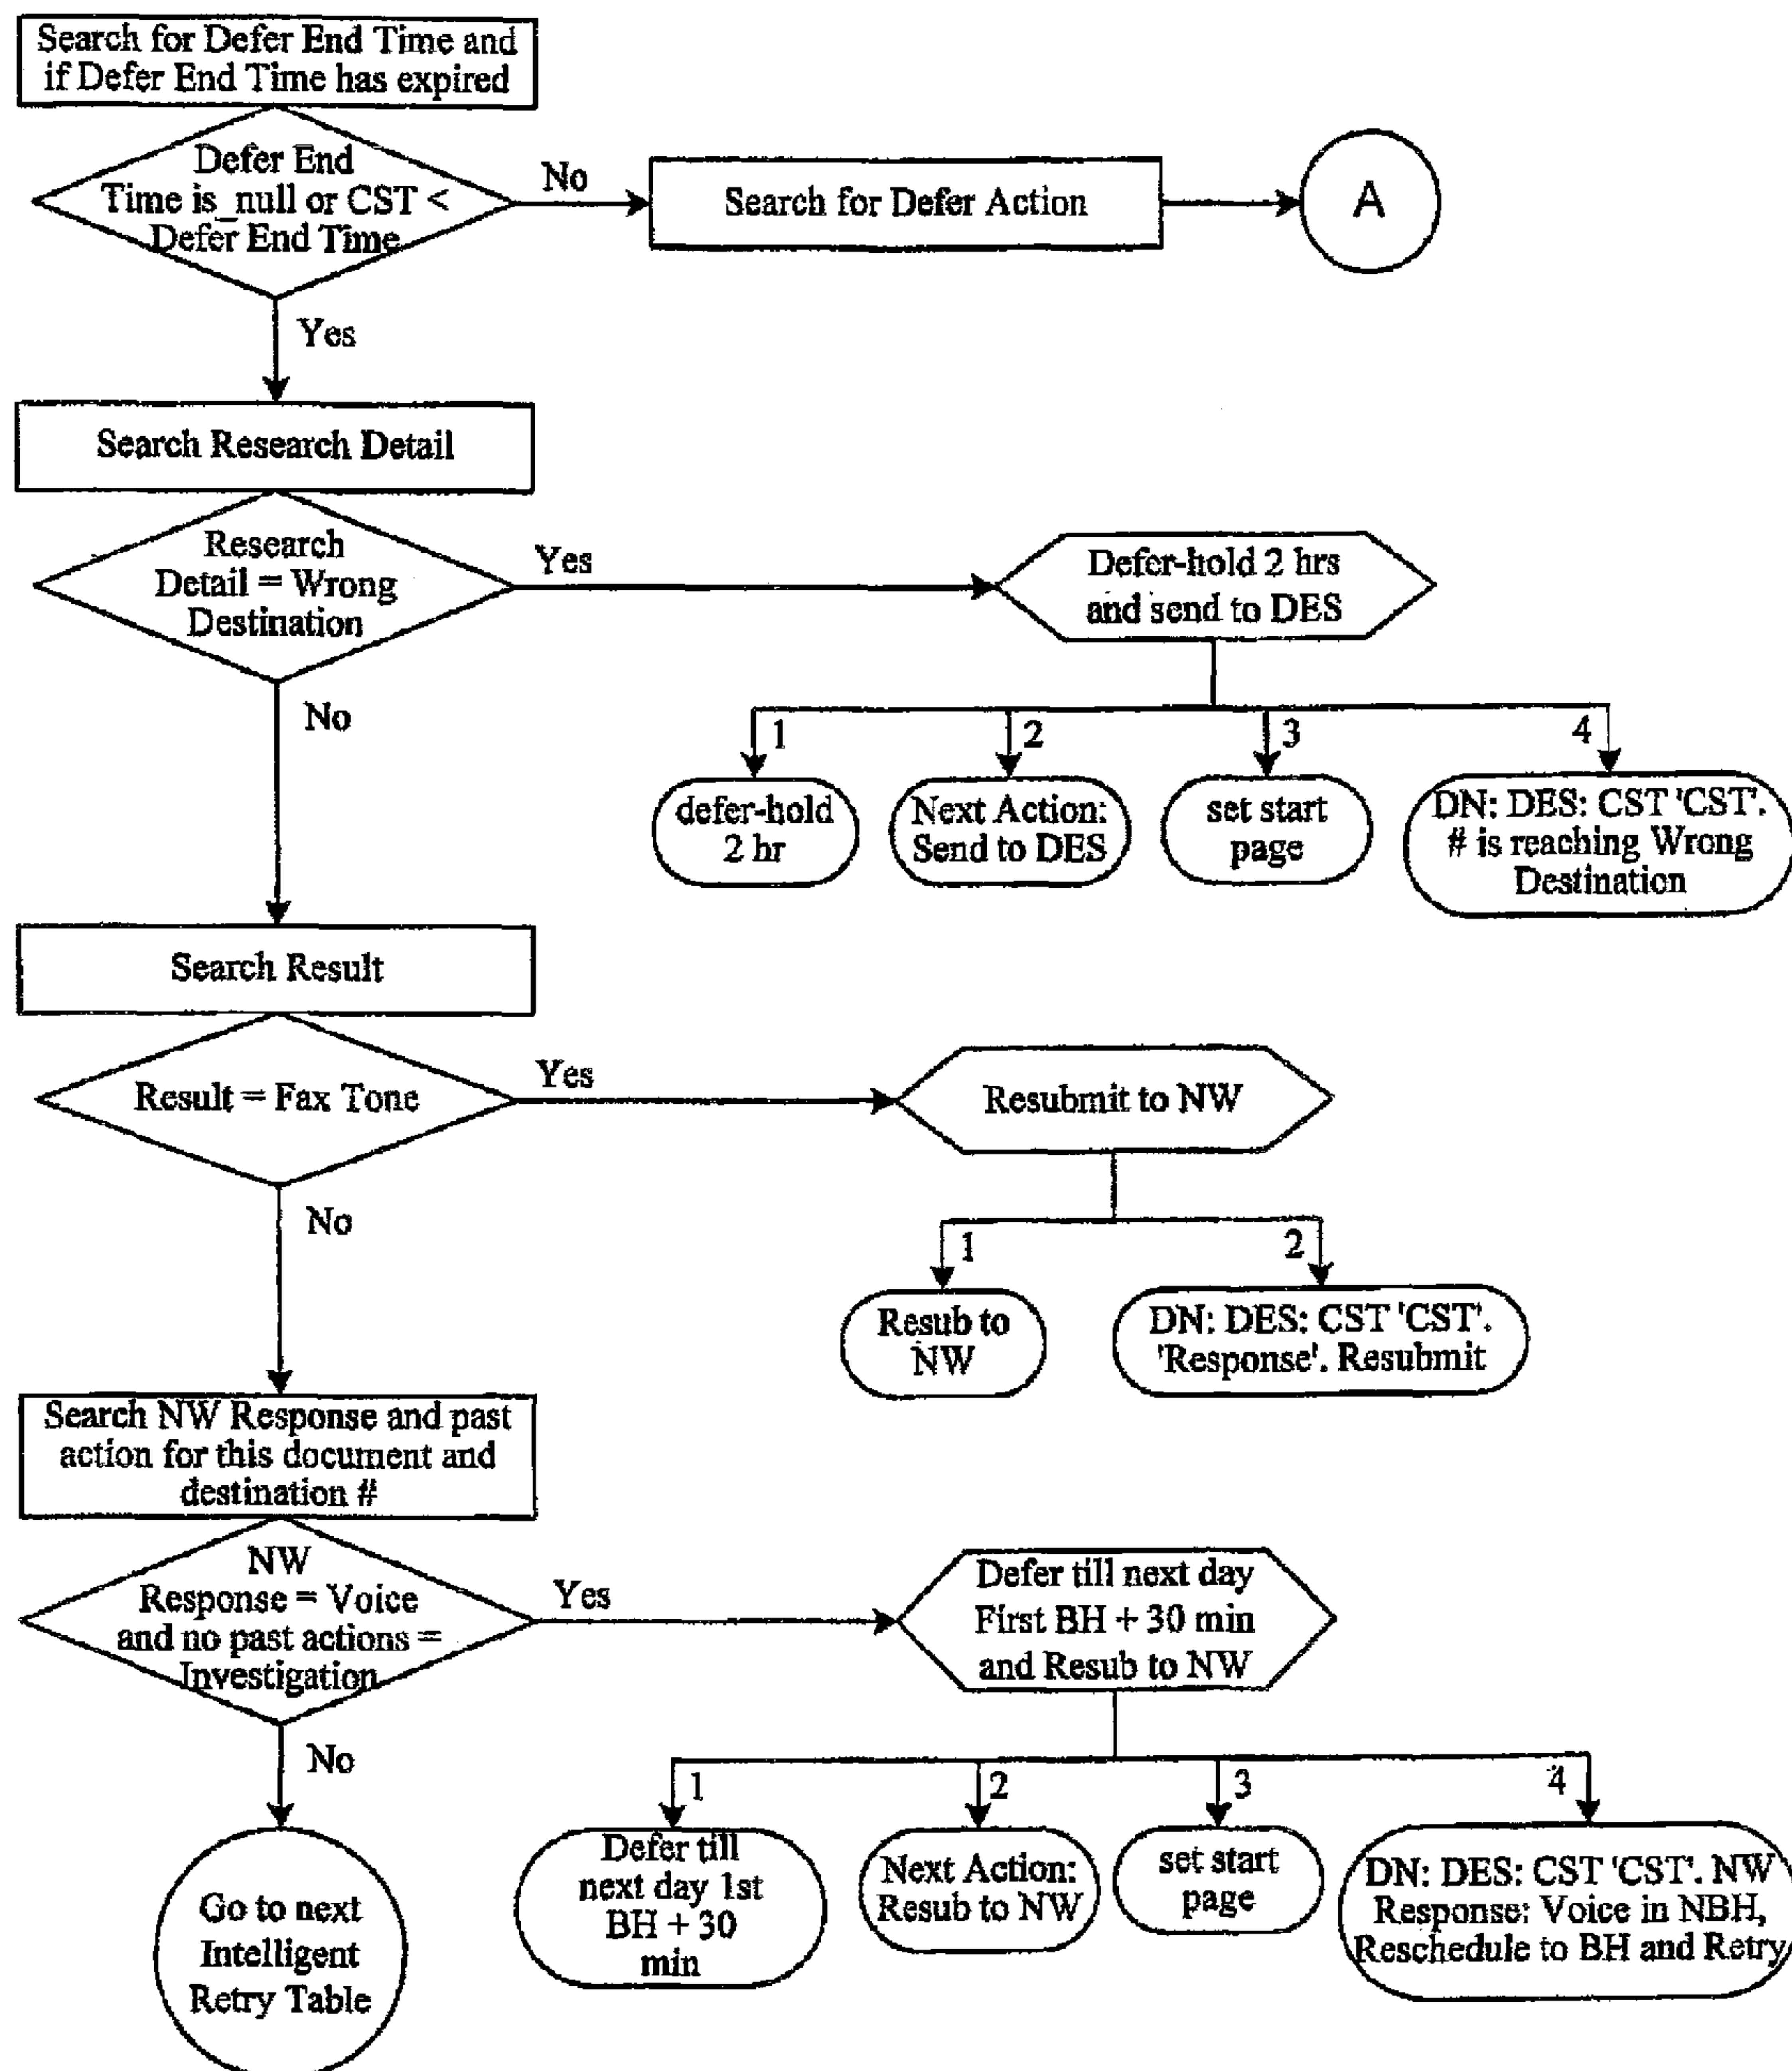 Search for Defer End Time and
if Defer End Time has expired
Defer End
Time is_null or CST <
Defer End Time
No
Search for Defer Action
A
Yes
Search Research Detail
Research
Detail = Wrong
Destination
Yes
Defer-hold 2 hrs
and send to DES
No
1
2
3
4
defer-hold
2 hr
Next Action:
Send to DES
set start
page
DN: DES: CST 'CST'.
# is reaching Wrong
Destination
Search Result
Result = Fax Tone
Yes
Resubmit to NW
No
1
2
Resub to
NW
DN: DES: CST 'CST'.
'Response'. Resubmit
Search NW Response and past
action for this document and
destination #
NW
Response = Voice
and no past actions =
Investigation
Yes
Defer till next day
First BH + 30 min
and Resub to NW
No
1
2
3
4
Go to next
Intelligent
Retry Table
Defer till
next day 1st
BH + 30
min
Next Action:
Resub to NW
set start
page
DN: DES: CST 'CST'. NW
Response: Voice in NBH,
Reschedule to BH and Retry